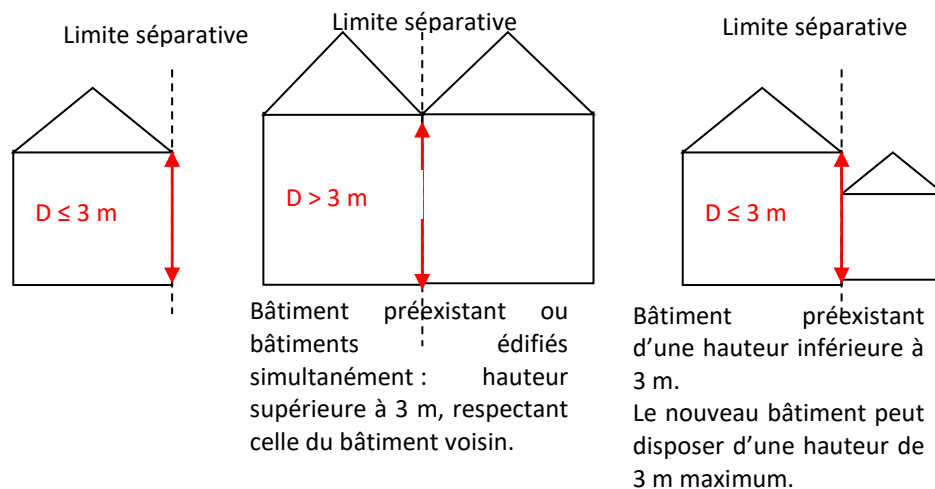 Limite séparative
D ≤ 3 m
Limite séparative
D > 3 m
Bâtiment préexistant ou
bâtiments édifiés
simultanément : hauteur
supérieure à 3 m, respectant
celle du bâtiment voisin.
Limite séparative
D ≤ 3 m
Bâtiment préexistant
d’une hauteur inférieure à
3 m.
Le nouveau bâtiment peut
disposer d’une hauteur de
3 m maximum.